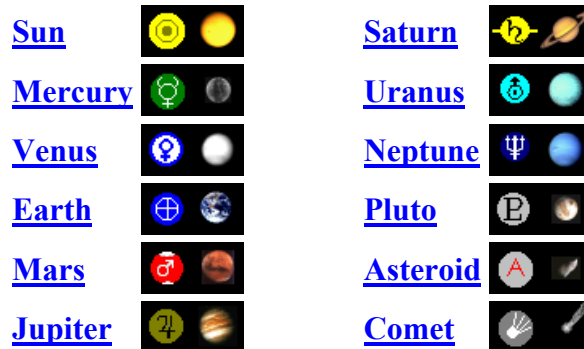 Sun
Mercury
Venus
Earth
Mars
Jupiter
Saturn
Uranus
Neptune
Pluto
Asteroid
Comet